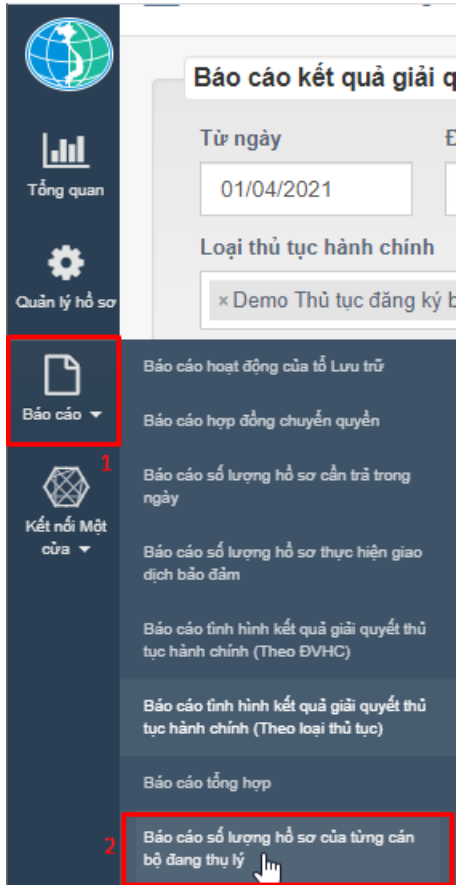 Báo cáo kết quả giải q
Từ ngày Đ
01/04/2021
Loại thủ tục hành chính
× Demo Thủ tục đăng ký b
Tổng quan
Quản lý hồ sơ
Báo cáo
1
Kết nối Một
cửa
Báo cáo hoạt động của tổ Lưu trữ
Báo cáo hợp đồng chuyển quyền
Báo cáo số lượng hồ sơ cần trả trong
ngày
Báo cáo số lượng hồ sơ thực hiện giao
dịch bảo đảm
Báo cáo tình hình kết quả giải quyết thủ
tục hành chính (Theo ĐVHC)
Báo cáo tình hình kết quả giải quyết thủ
tục hành chính (Theo loại thủ tục)
Báo cáo tổng hợp
2
Báo cáo số lượng hồ sơ của từng cán
bộ đang thụ lý